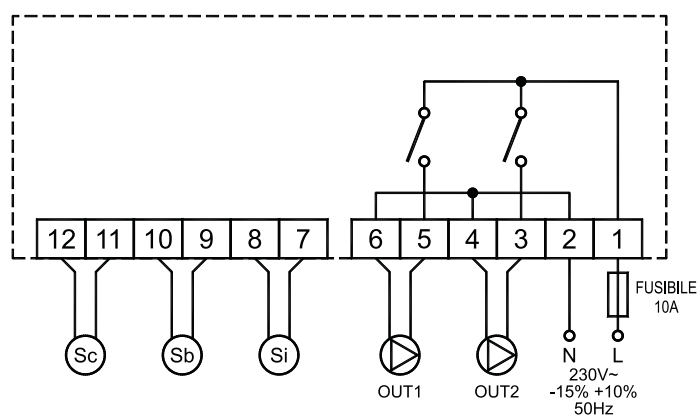 12 11 10 9 8 7 6 5 4 3 2 1
FUSIBILE
10A
Sc Sb Si
N L
OUT1 OUT2
230V~
-15% +10%
50Hz